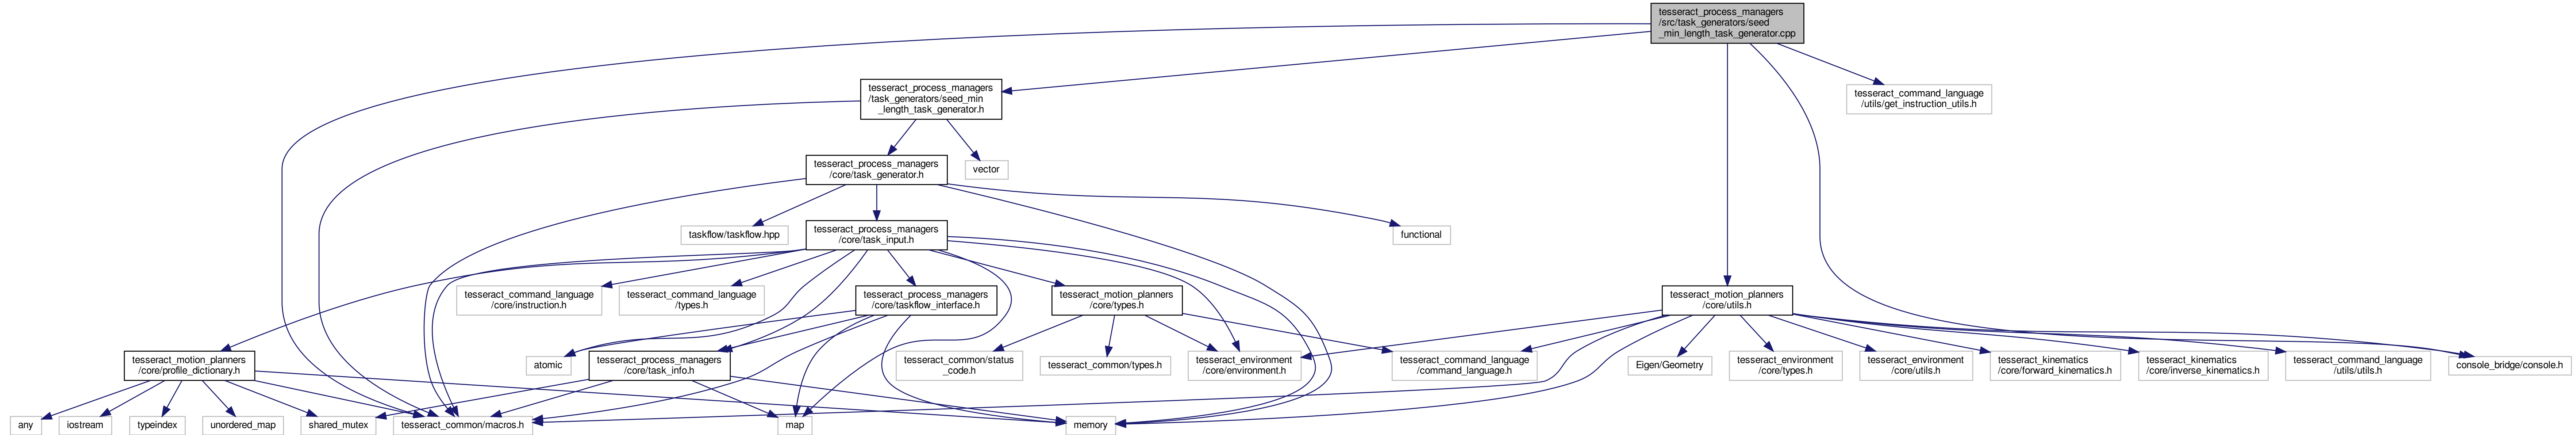 tesseract_process_managers
/src/task_generators/seed
_min_length_task_generator.cpp
tesseract_process_managers
/task_generators/seed_min
_length_task_generator.h
tesseract_command_language
/utils/get_instruction_utils.h
tesseract_process_managers
/core/task_generator.h
vector
taskflow/taskflow.hpp
tesseract_process_managers
/core/task_input.h
functional
tesseract_command_language
/core/instruction.h
tesseract_command_language
/types.h
tesseract_process_managers
/core/taskflow_interface.h
tesseract_motion_planners
/core/types.h
tesseract_motion_planners
/core/utils.h
tesseract_motion_planners
/core/profile_dictionary.h
atomic
tesseract_process_managers
/core/task_info.h
tesseract_common/status
_code.h
tesseract_common/types.h
tesseract_environment
/core/environment.h
tesseract_command_language
/command_language.h
Eigen/Geometry
tesseract_environment
/core/types.h
tesseract_environment
/core/utils.h
tesseract_kinematics
/core/forward_kinematics.h
tesseract_kinematics
/core/inverse_kinematics.h
tesseract_command_language
/utils/utils.h
console_bridge/console.h
any
iostream
typeindex
unordered_map
shared_mutex
tesseract_common/macros.h
map
memory